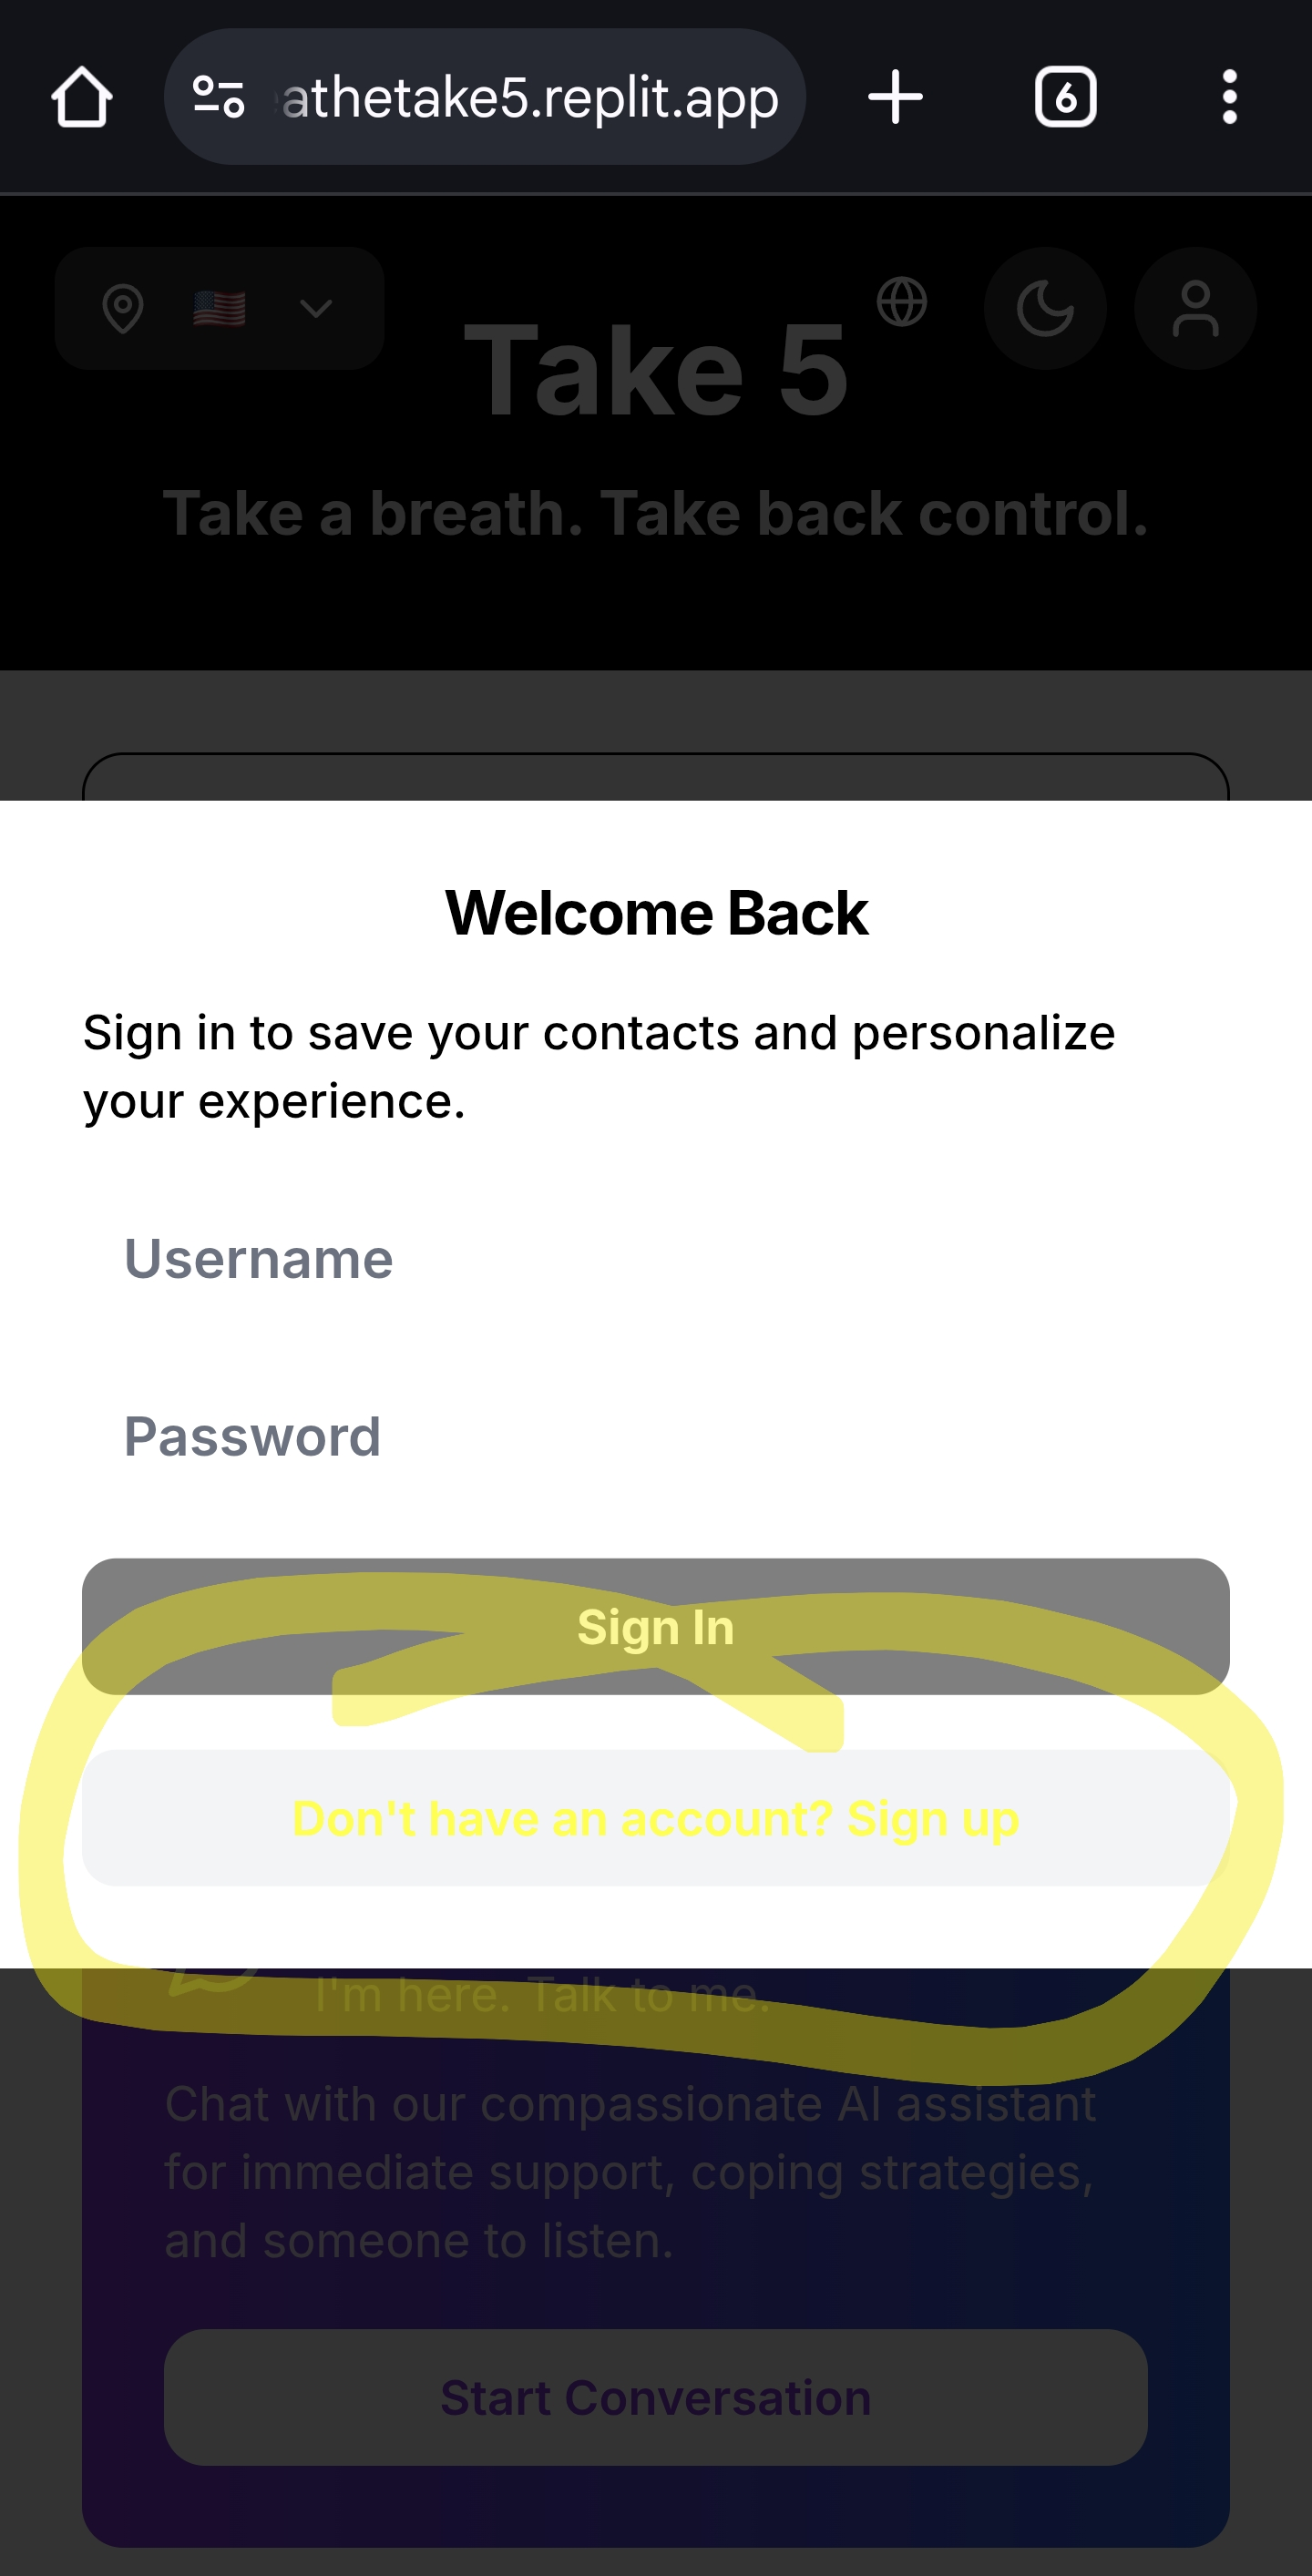 athetake5.replit.app
6
Take 5
Take a breath. Take back control.
Welcome Back
Sign in to save your contacts and personalize
your experience.
Username
Password
Sign In
Don't have an account? Sign up
I'm here. Talk to me.
Chat with our compassionate AI assistant
for immediate support, coping strategies,
and someone to listen.
Start Conversation